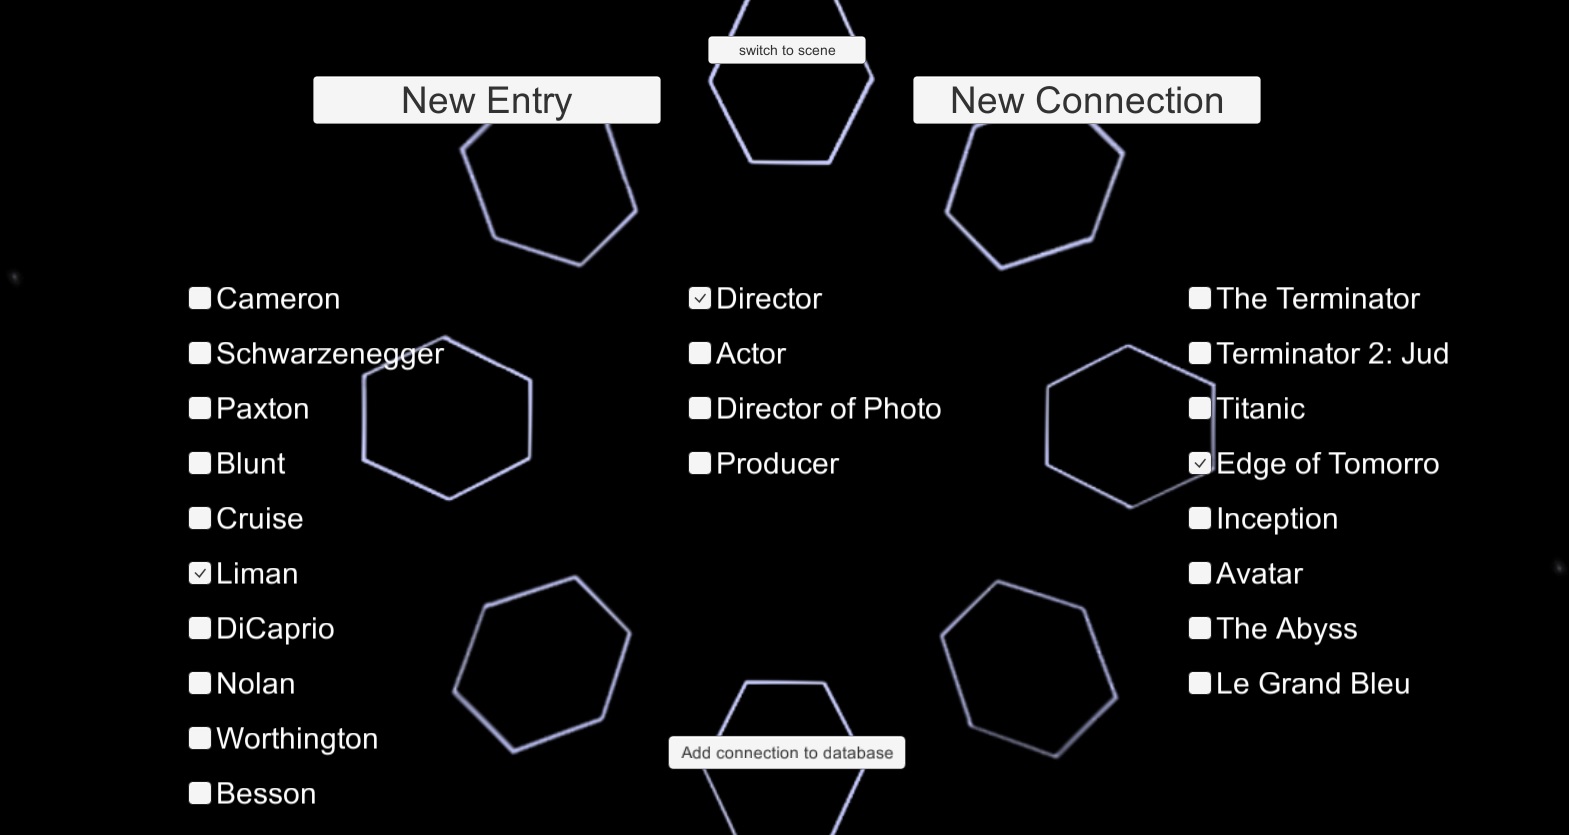 switch to scene
New Entry
New Connection
Cameron
Schwarzenegger
Paxton
Blunt
Cruise
Liman
DiCaprio
Nolan
Worthington
Besson
Director
Actor
Director of Photo
Producer
The Terminator
Terminator 2: Jud
Titanic
Edge of Tomorro
Inception
Avatar
The Abyss
Le Grand Bleu
Add connection to database